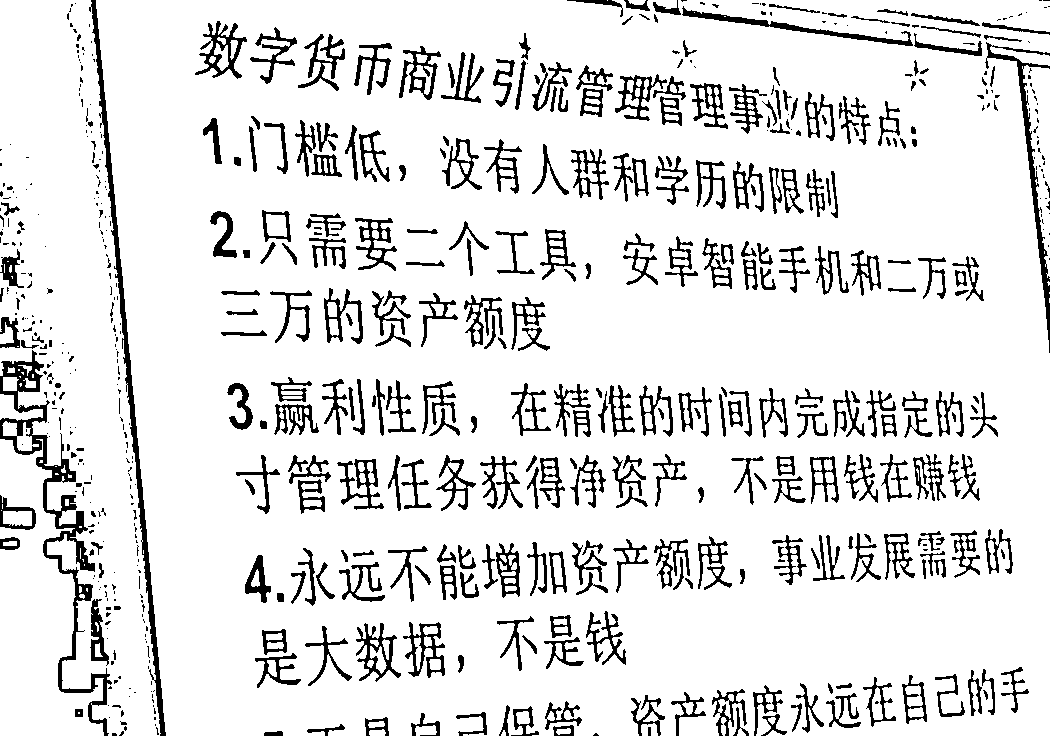 数字货币商业引流管理管理事业的特点:
1.门槛低，没有人群和学历的限制
2.只需要二个工具，安卓智能手机和二万或
三万的资产额度
3.赢利性质，在精准的时间内完成指定的头
寸管理任务获得净资产，不是用钱在赚钱
4.永远不能增加资产额度，事业发展需要的
是大数据，不是钱
自己保管，资产额度永远在自己的手